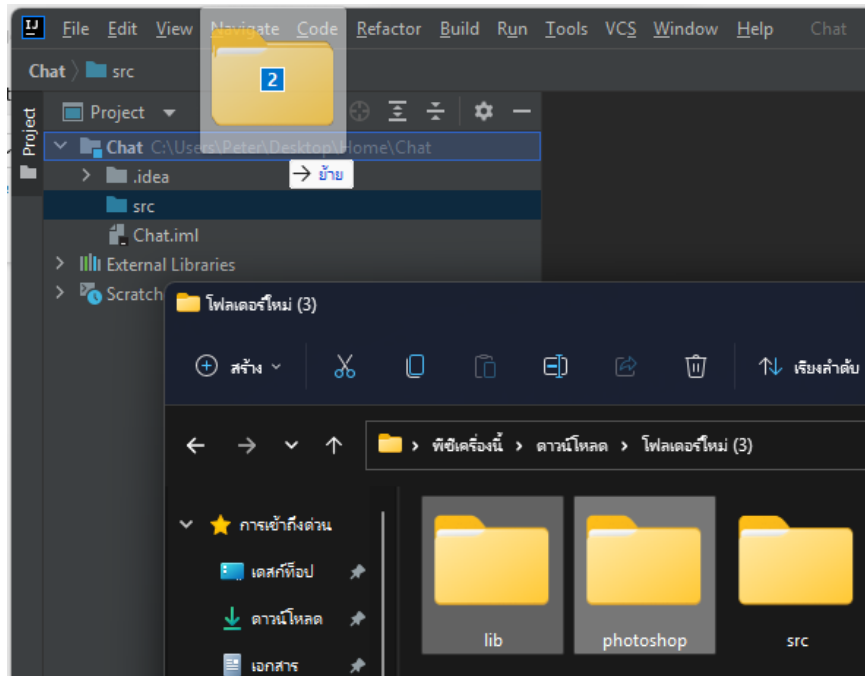 IJ File Edit View Navigate Code Refactor Build Run Tools VCS Window Help Chat
Chat src
2
Project
Project
Chat C:\Users\Peter\Desktop\Home\Chat
.idea
→ ย้าย
src
Chat.iml
External Libraries
Scratch
โฟลเดอร์ใหม่ (3)
สร้าง
เรียงลำดับ
พีซีเครื่องนี้ › ดาวน์โหลด › โฟลเดอร์ใหม่ (3)
การเข้าถึงด่วน
เดสก์ท็อป
ดาวน์โหลด
เอกสาร
lib photoshop src